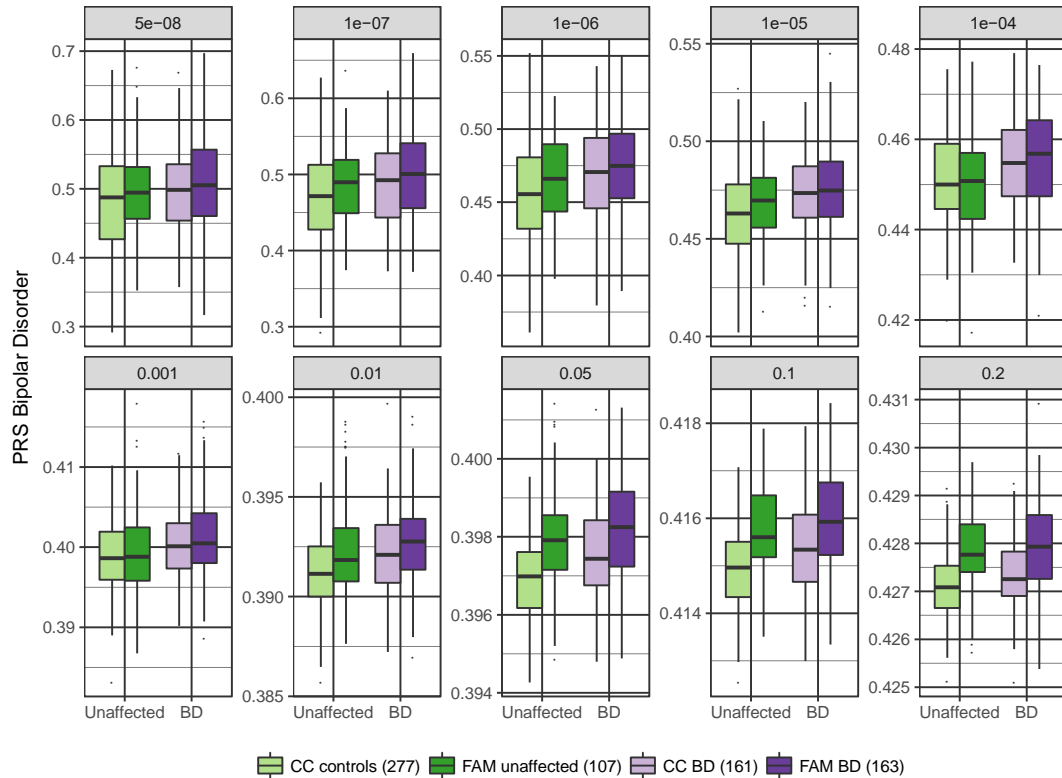 5e−08 1e−07 1e−06 1e−05 1e−04
0.7 0.6 0.5 0.4 0.3
0.6 0.5 0.4 0.3
0.55 0.50 0.45 0.40
0.55 0.50 0.45 0.40
0.48 0.46 0.44 0.42
PRS Bipolar Disorder
0.001 0.01 0.05 0.1 0.2
0.41 0.40 0.39
0.400 0.395 0.390 0.385
0.400 0.398 0.396 0.394
0.418 0.416 0.414
0.431 0.430 0.429 0.428 0.427 0.426 0.425
Unaffected BD Unaffected BD Unaffected BD Unaffected BD Unaffected BD
CC controls (277) FAM unaffected (107) CC BD (161) FAM BD (163)